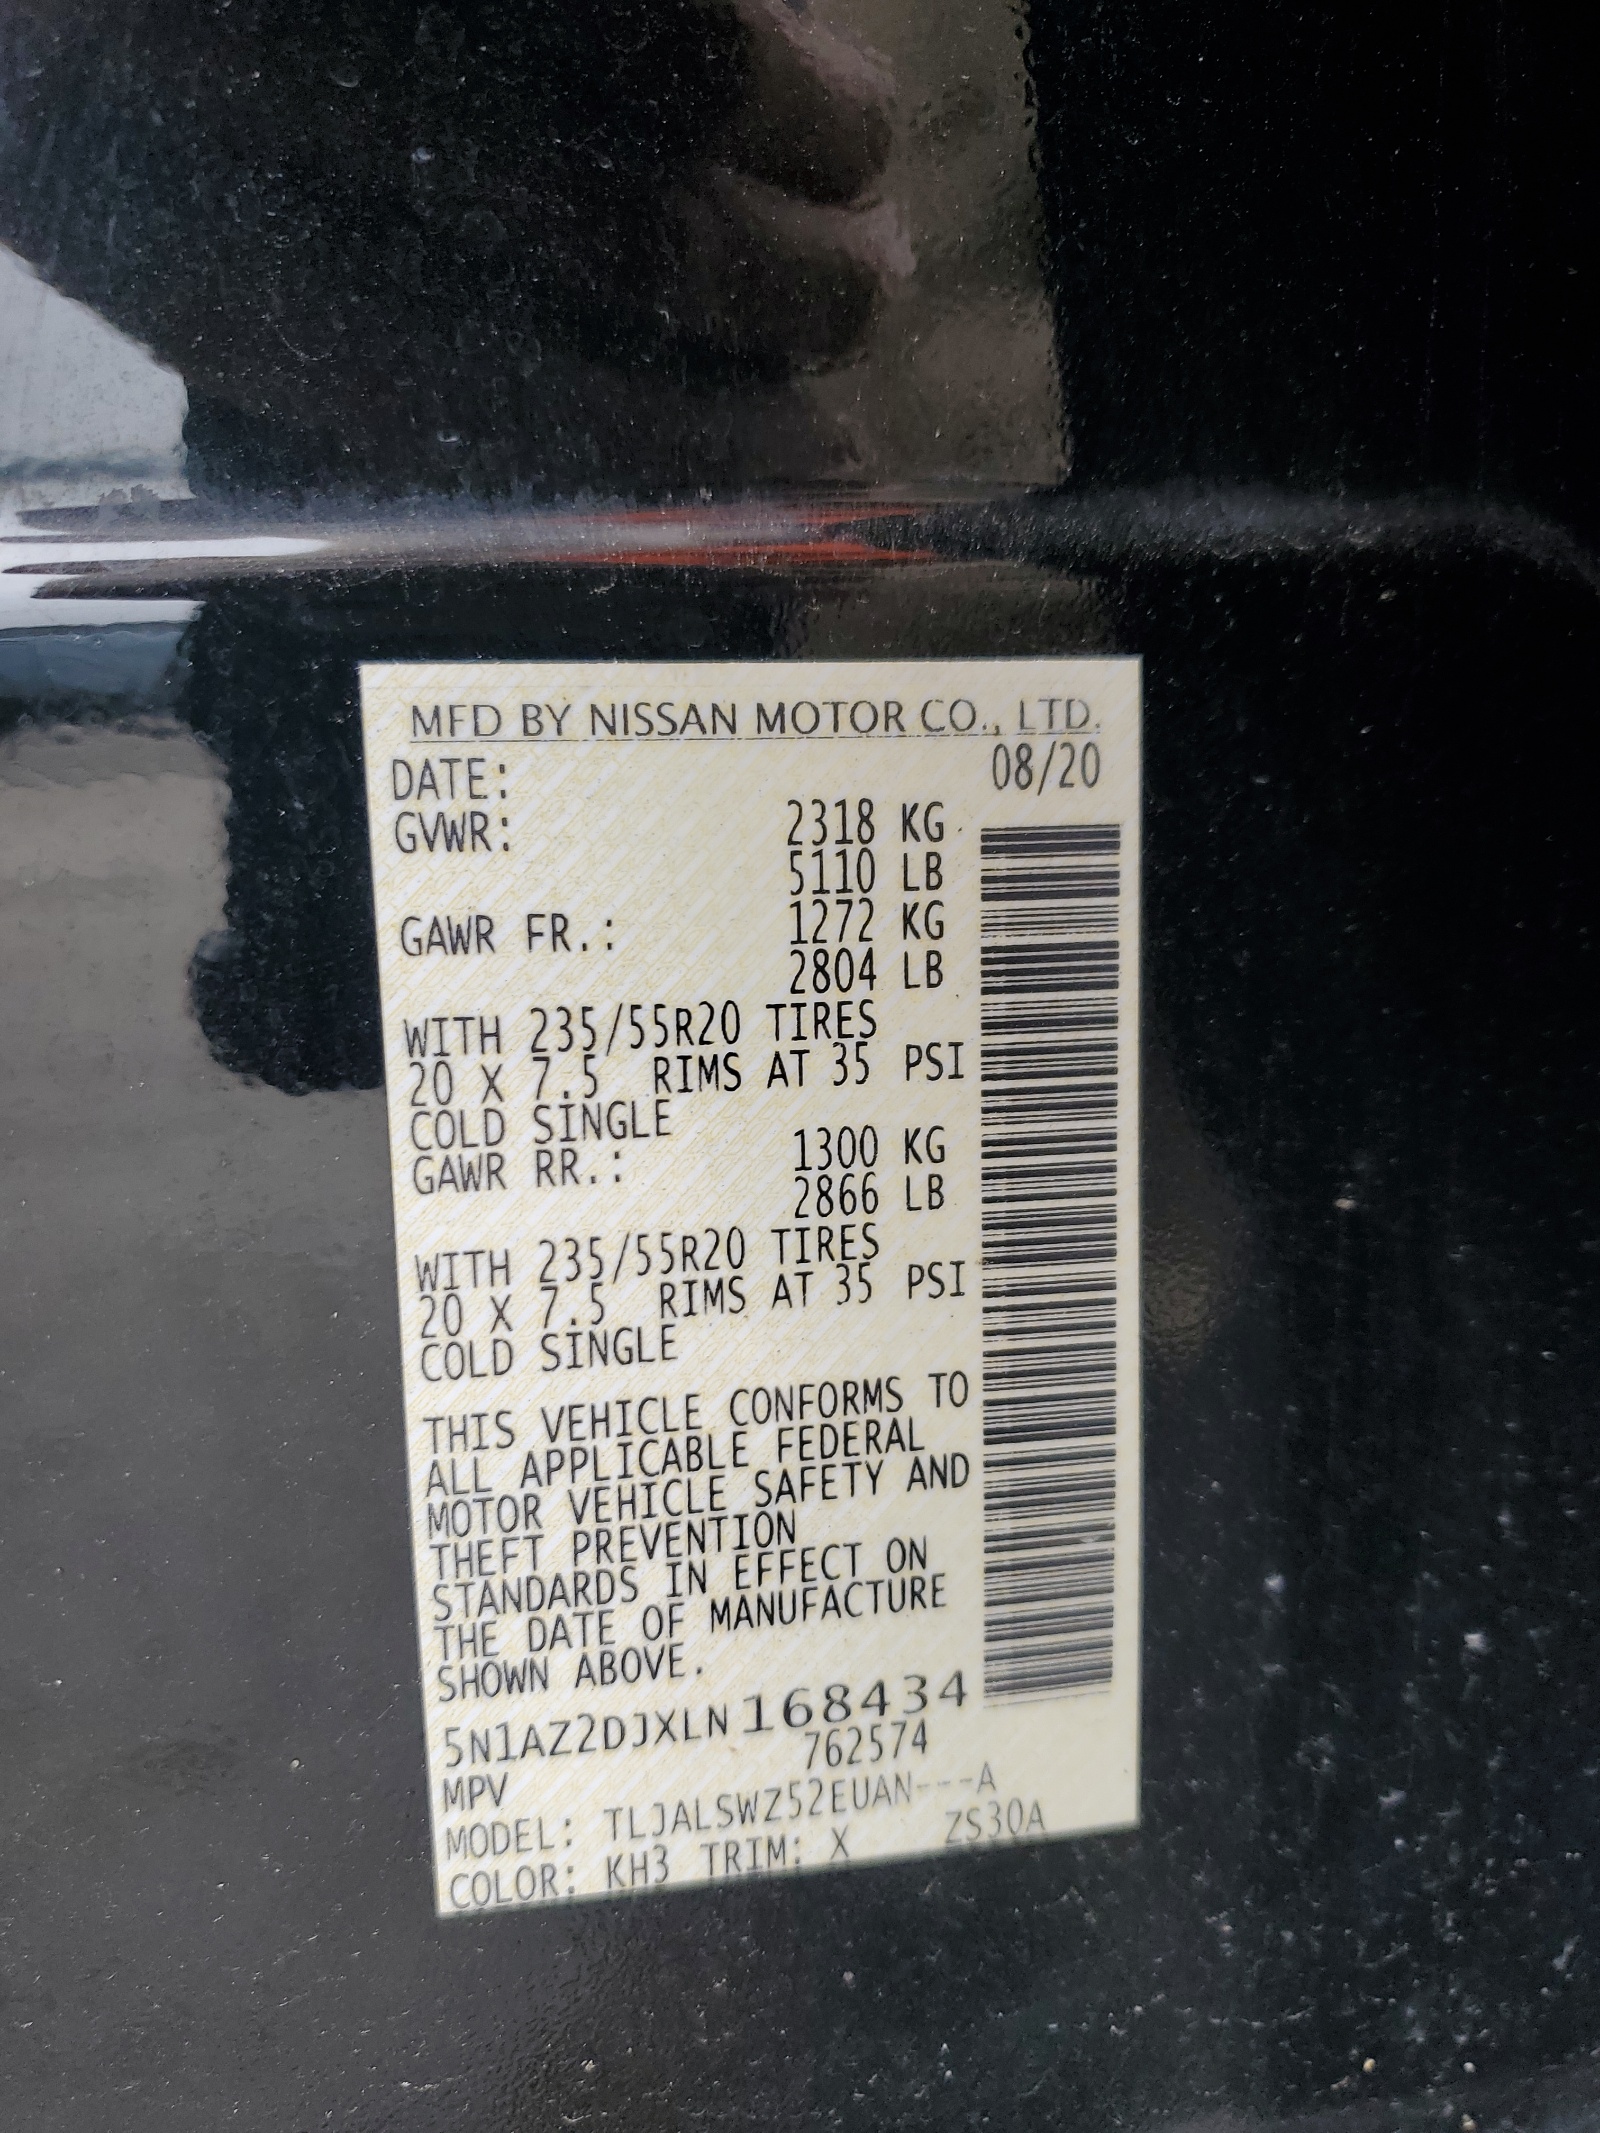 MFD BY NISSAN MOTOR CO., LTD.
DATE: 08/20
GVWR: 2318 KG
5110 LB
GAWR FR.: 1272 KG
2804 LB
WITH 235/55R20 TIRES
20 X 7.5 RIMS AT 35 PSI
COLD SINGLE
GAWR RR.: 1300 KG
2866 LB
WITH 235/55R20 TIRES
20 X 7.5 RIMS AT 35 PSI
COLD SINGLE
THIS VEHICLE CONFORMS TO
ALL APPLICABLE FEDERAL
MOTOR VEHICLE SAFETY AND
THEFT PREVENTION
STANDARDS IN EFFECT ON
THE DATE OF MANUFACTURE
SHOWN ABOVE.
5N1AZ2DJXLN168434
MPV 762574
MODEL: TLJALSWZ52EUAN---A
COLOR: KH3 TRIM: X ZS30A